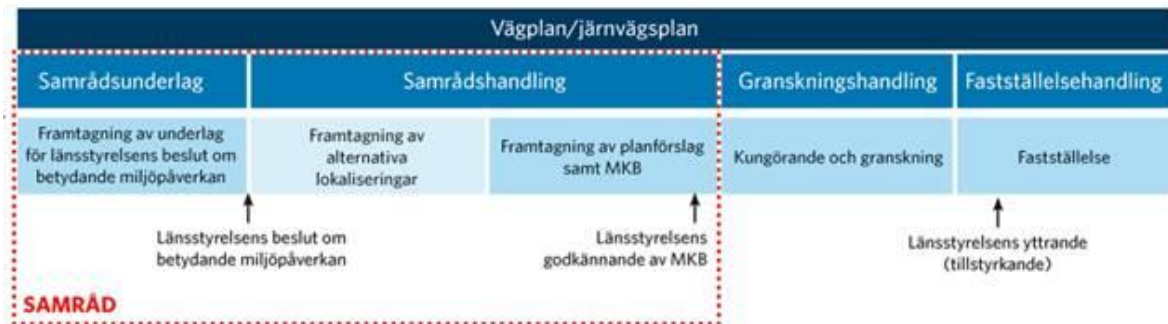 Vägplan/järnvägsplan
Samrådsunderlag
Samrådshandling
Granskningshandling
Fastställelsehandling
Framtagning av underlag
för länsstyrelsens beslut om
betydande miljöpåverkan
Framtagning av
alternativa
lokaliseringar
Framtagning av planförslag
samt MKB
Kungörande och granskning
Fastställelse
Länsstyrelsens beslut om
betydande miljöpåverkan
Länsstyrelsens
godkännande av MKB
Länsstyrelsens yttrande
(tillstyrkande)
SAMRÅD